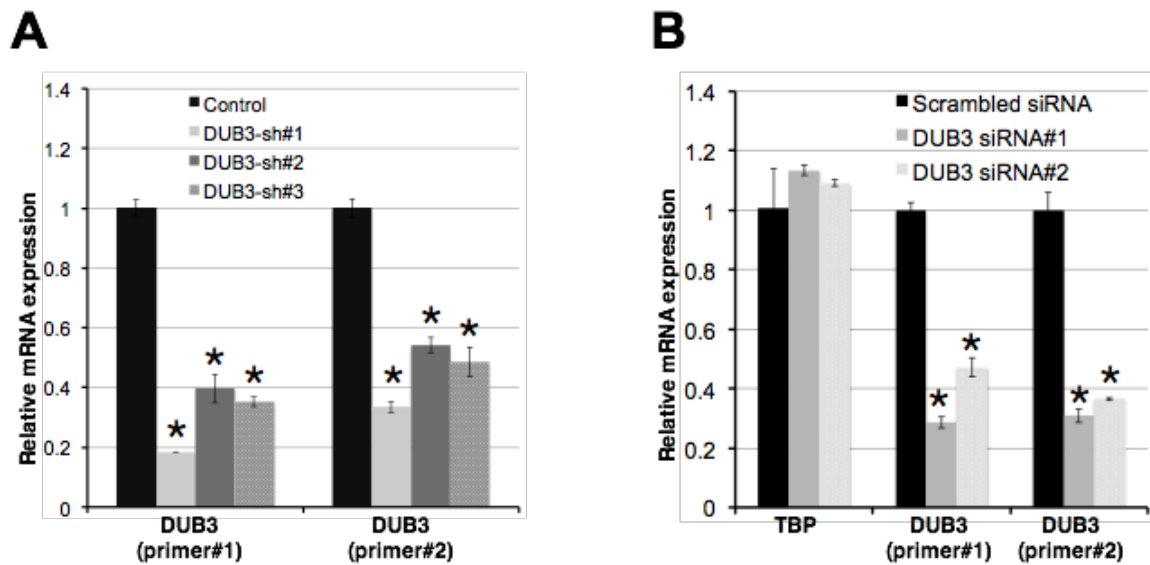 A
1.4
1.2
1
0.8
0.6
0.4
0.2
0
Relative mRNA expression
Control
DUB3-sh#1
DUB3-sh#2
DUB3-sh#3
* * * * * *
DUB3
(primer#1)
DUB3
(primer#2)
B
1.4
1.2
1
0.8
0.6
0.4
0.2
0
Relative mRNA expression
Scrambled siRNA
DUB3 siRNA#1
DUB3 siRNA#2
* * * *
TBP
DUB3
(primer#1)
DUB3
(primer#2)